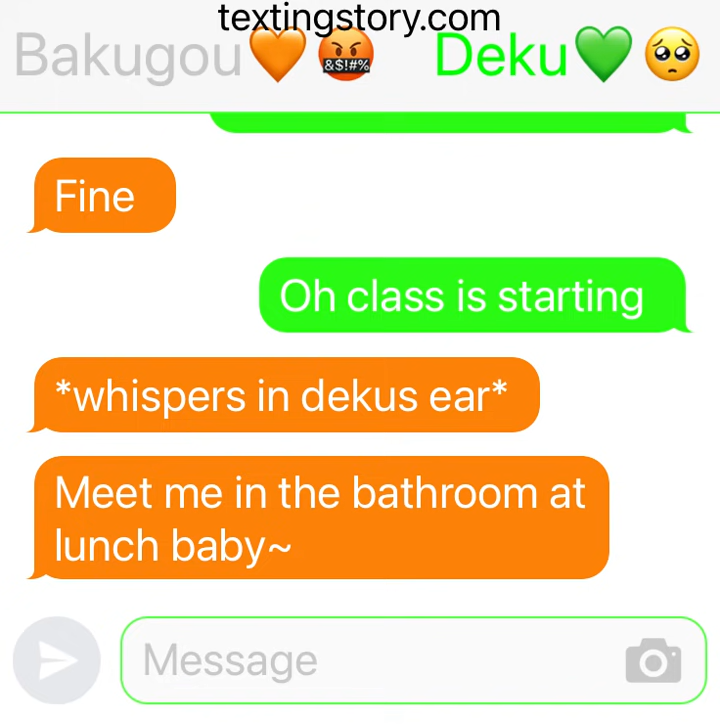 textingstory.com
Bakugou🧡🤬 Deku💚🥺
Fine
Oh class is starting
*whispers in dekus ear*
Meet me in the bathroom at
lunch baby~
Message